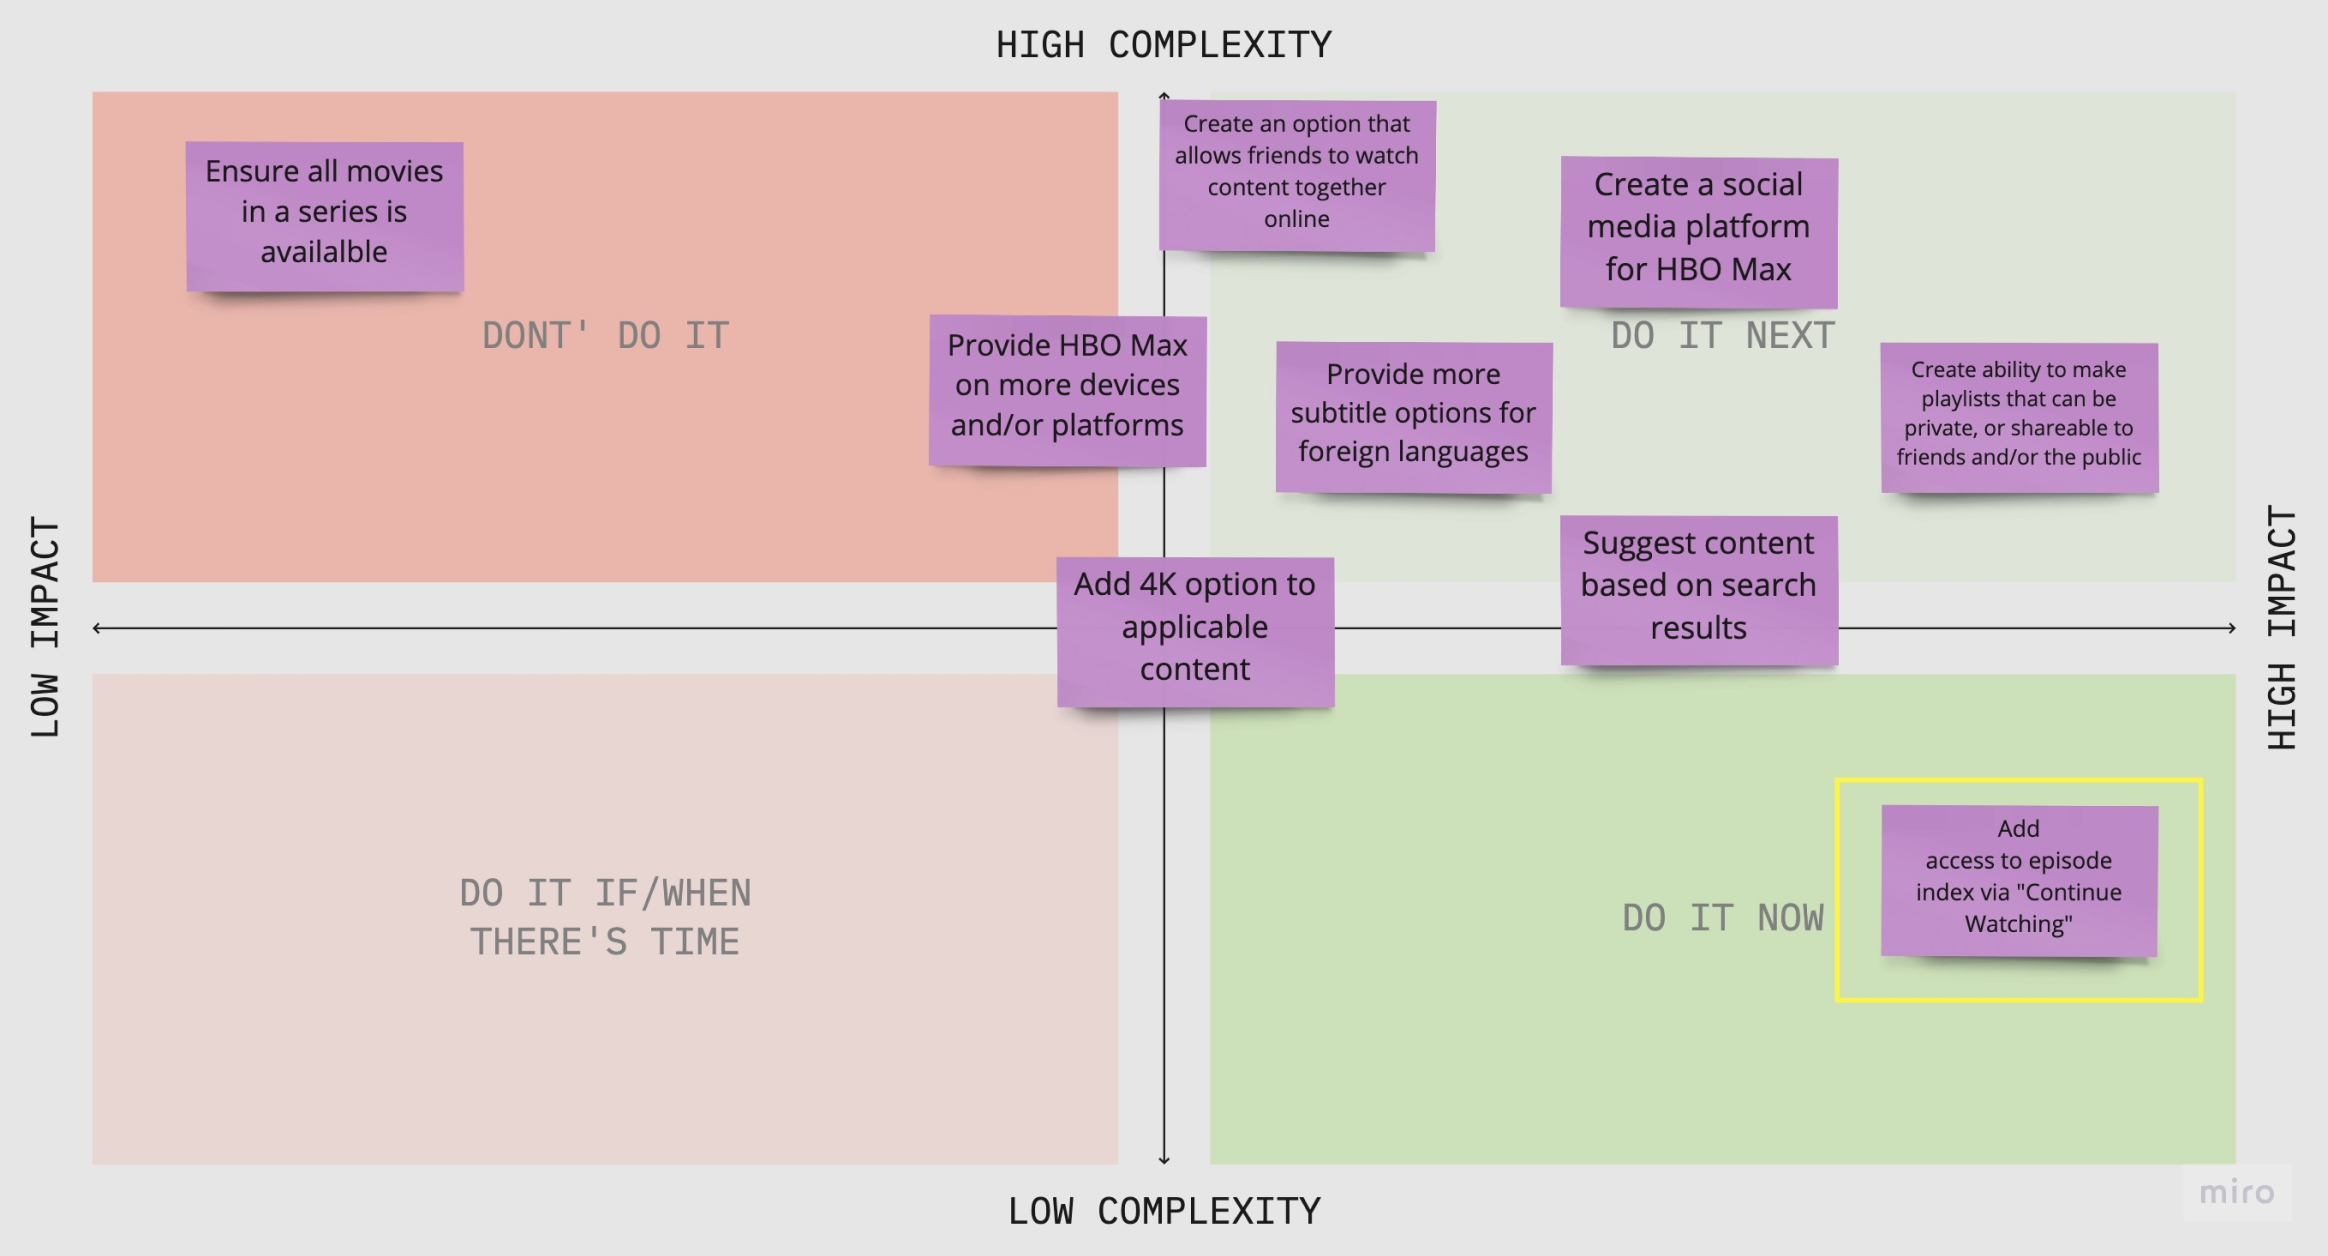 HIGH COMPLEXITY
Ensure all movies
in a series is
availalble
DONT' DO IT
Create an option that
allows friends to watch
content together
online
Create a social
media platform
for HBO Max
DO IT NEXT
Provide HBO Max
on more devices
and/or platforms
Provide more
subtitle options for
foreign languages
Create ability to make
playlists that can be
private, or shareable to
friends and/or the public
LOW IMPACT
Add 4K option to
applicable
content
Suggest content
based on search
results
HIGH IMPACT
DO IT IF/WHEN
THERE'S TIME
DO IT NOW
Add
access to episode
index via "Continue
Watching"
LOW COMPLEXITY
miro